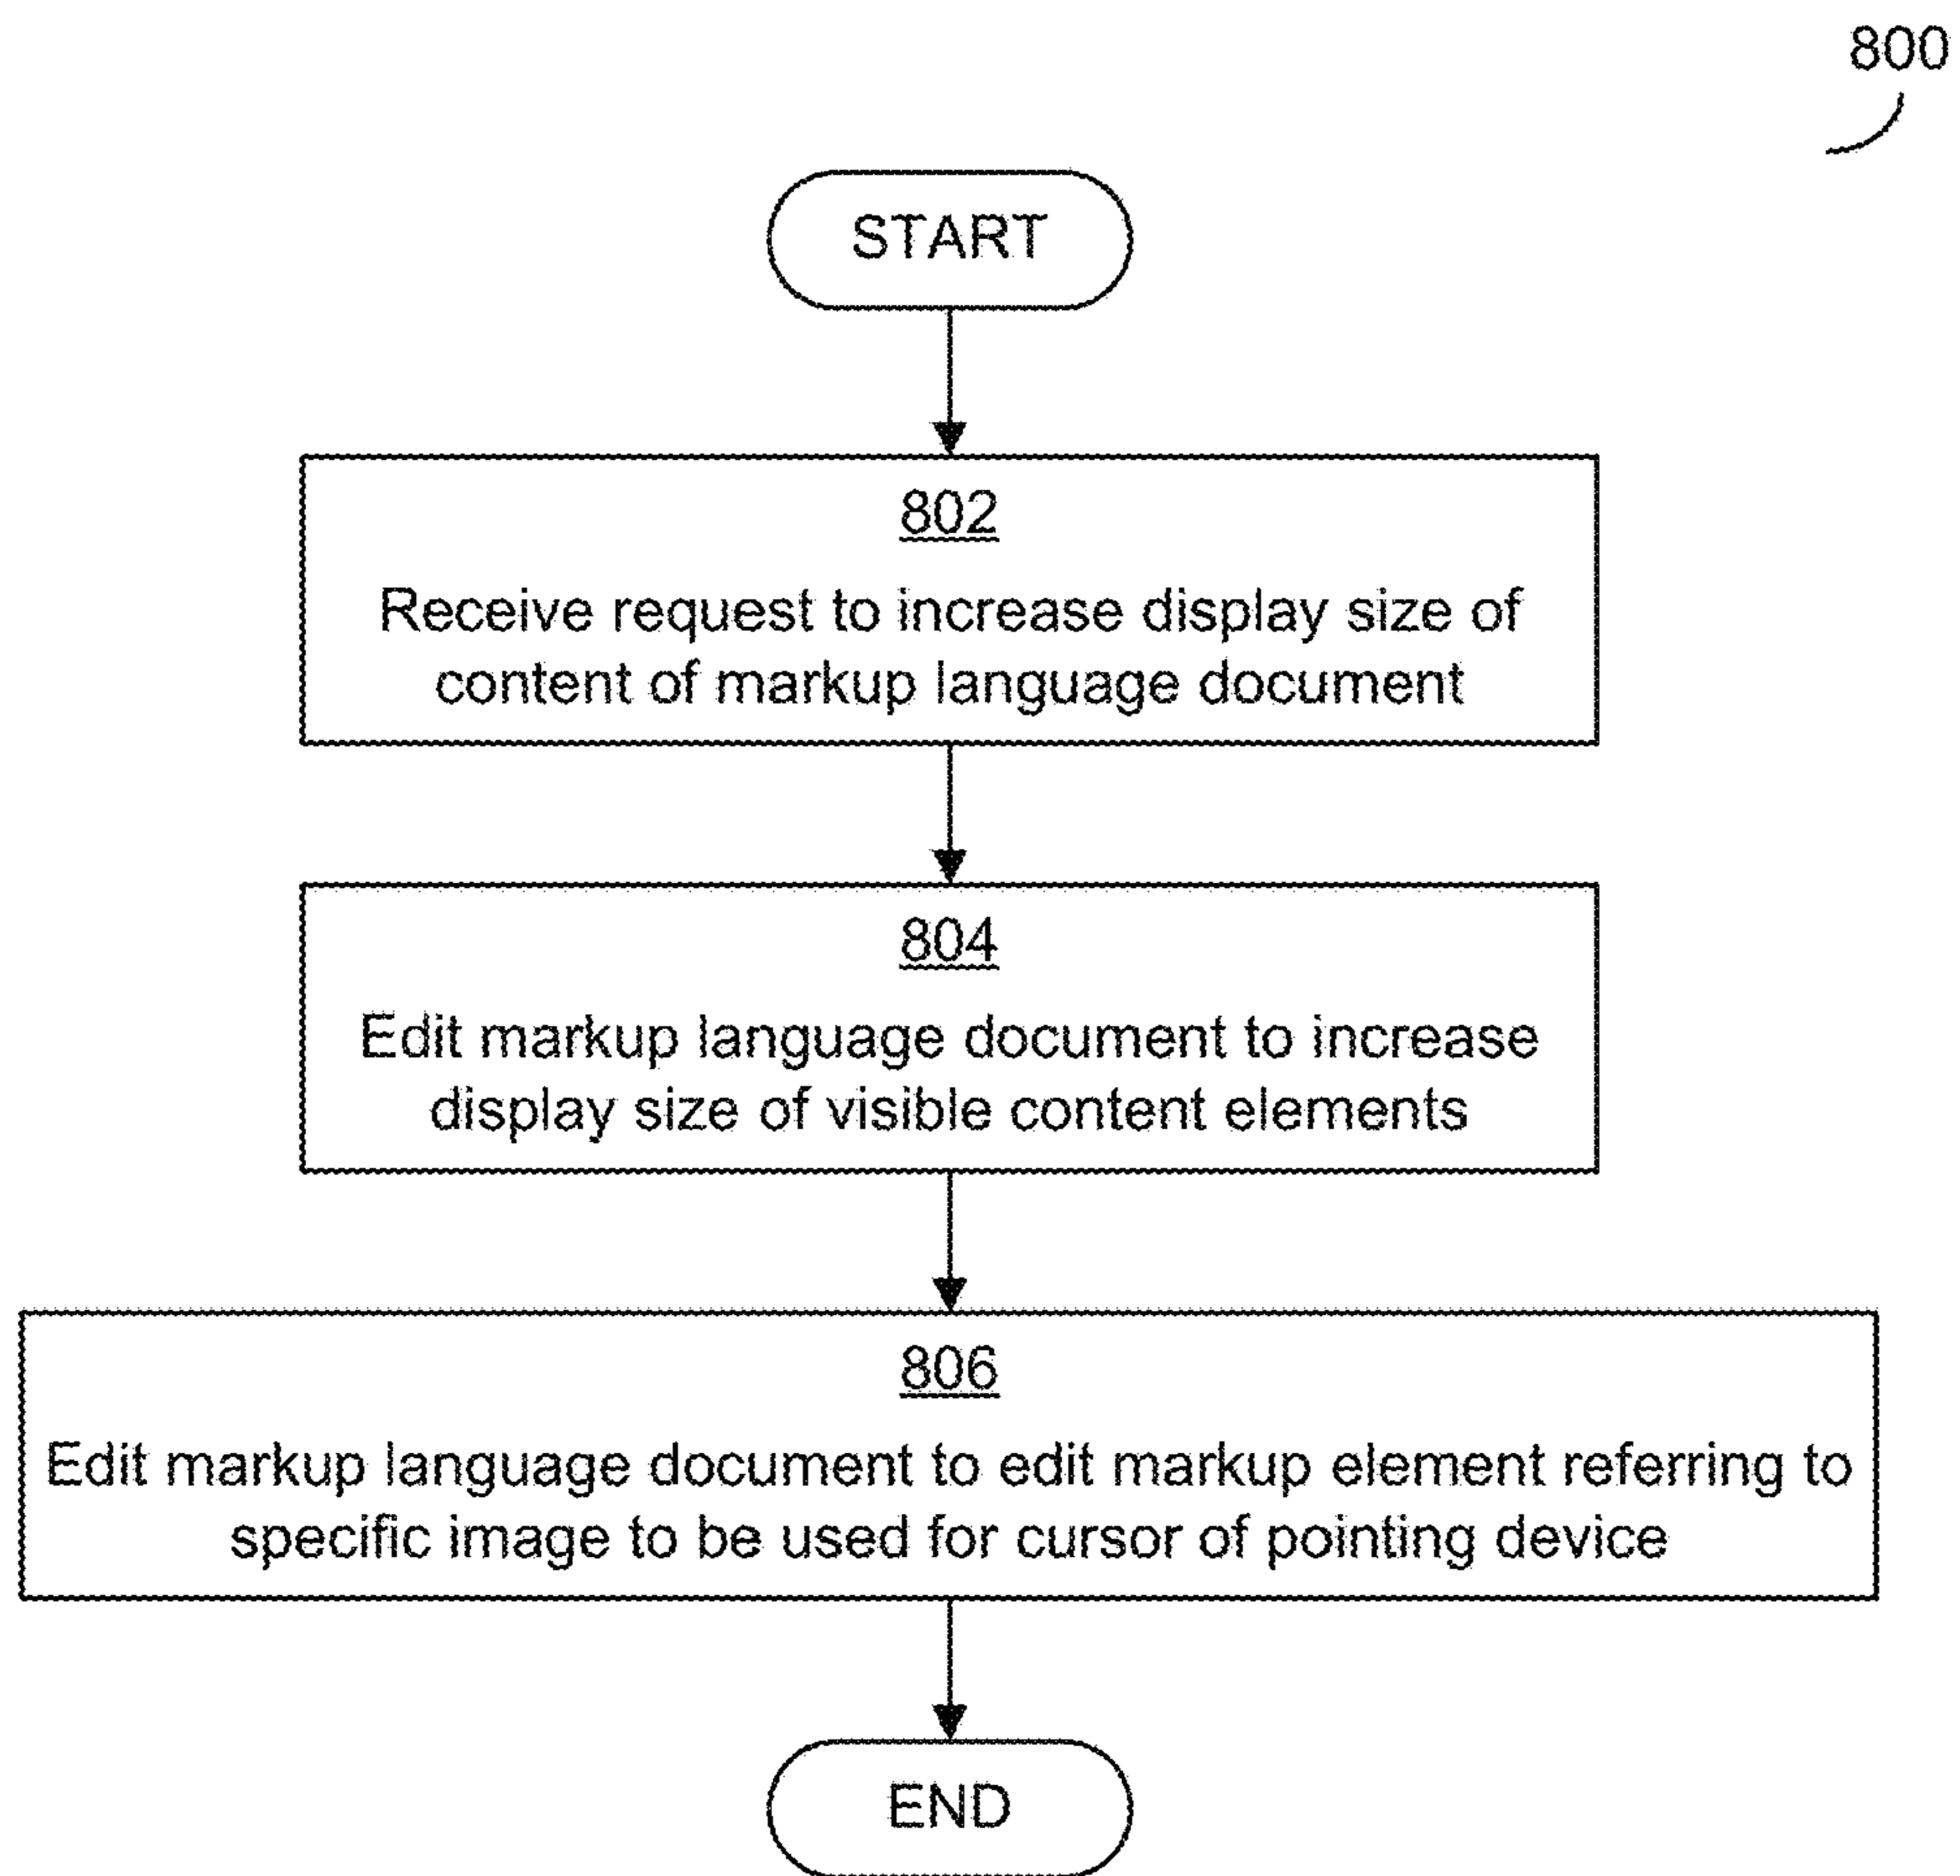 800
START
802
Receive request to increase display size of
content of markup language document
804
Edit markup language document to increase
display size of visible content elements
806
Edit markup language document to edit markup element referring to
specific image to be used for cursor of pointing device
END